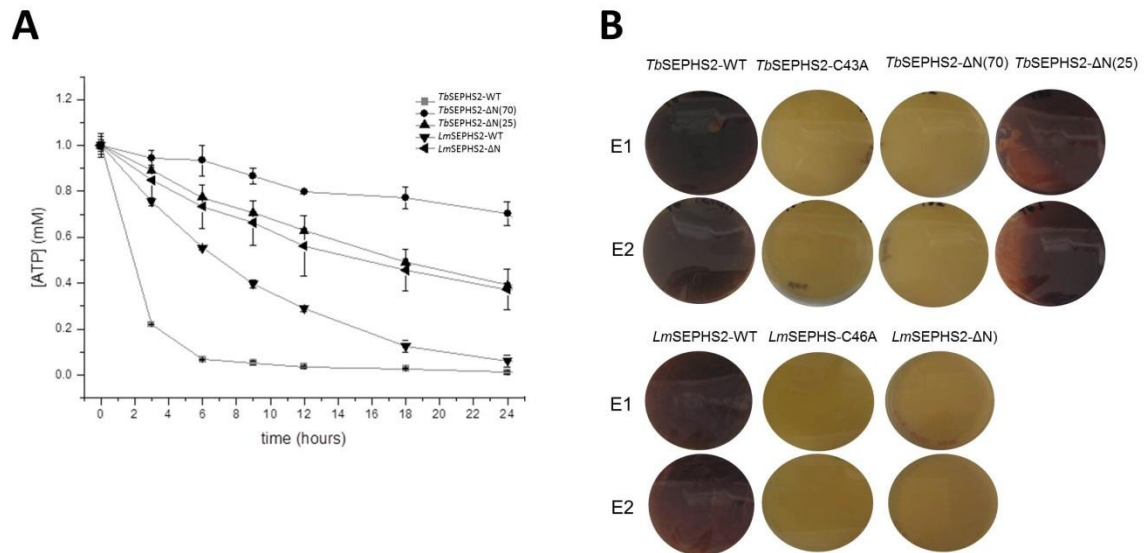 A
TbSEPHS2-WT
TbSEPHS2-ΔN(70)
TbSEPHS2-ΔN(25)
LmSEPHS2-WT
LmSEPHS2-ΔN
[ATP] (mM)
1.2
1.0
0.8
0.6
0.4
0.2
0.0
0 2 4 6 8 10 12 14 16 18 20 22 24
time (hours)
B
TbSEPHS2-WT TbSEPHS2-C43A TbSEPHS2-ΔN(70) TbSEPHS2-ΔN(25)
E1
E2
LmSEPHS2-WT LmSEPHS-C46A LmSEPHS2-ΔN)
E1
E2